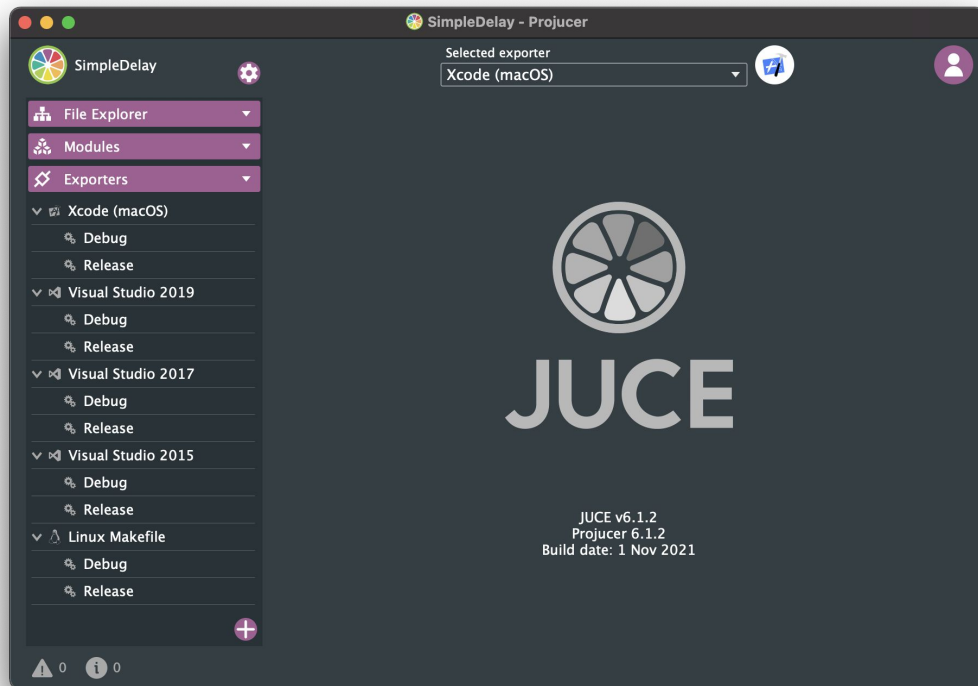 SimpleDelay - Projucer
SimpleDelay
Selected exporter
Xcode (macOS)
File Explorer
Modules
Exporters
Xcode (macOS)
Debug
Release
Visual Studio 2019
Debug
Release
Visual Studio 2017
Debug
Release
Visual Studio 2015
Debug
Release
Linux Makefile
Debug
Release
0
0
JUCE
JUCE v6.1.2
Projucer 6.1.2
Build date: 1 Nov 2021